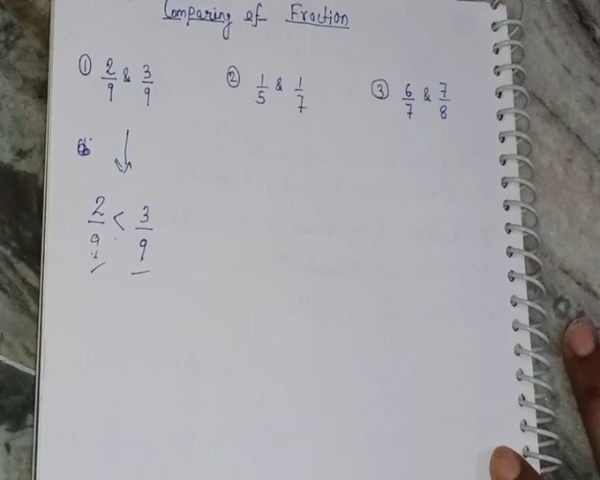 Comparing of Fraction
① 2/9 & 3/9 ② 1/5 & 1/7 ③ 6/7 & 7/8
2/9 < 3/9